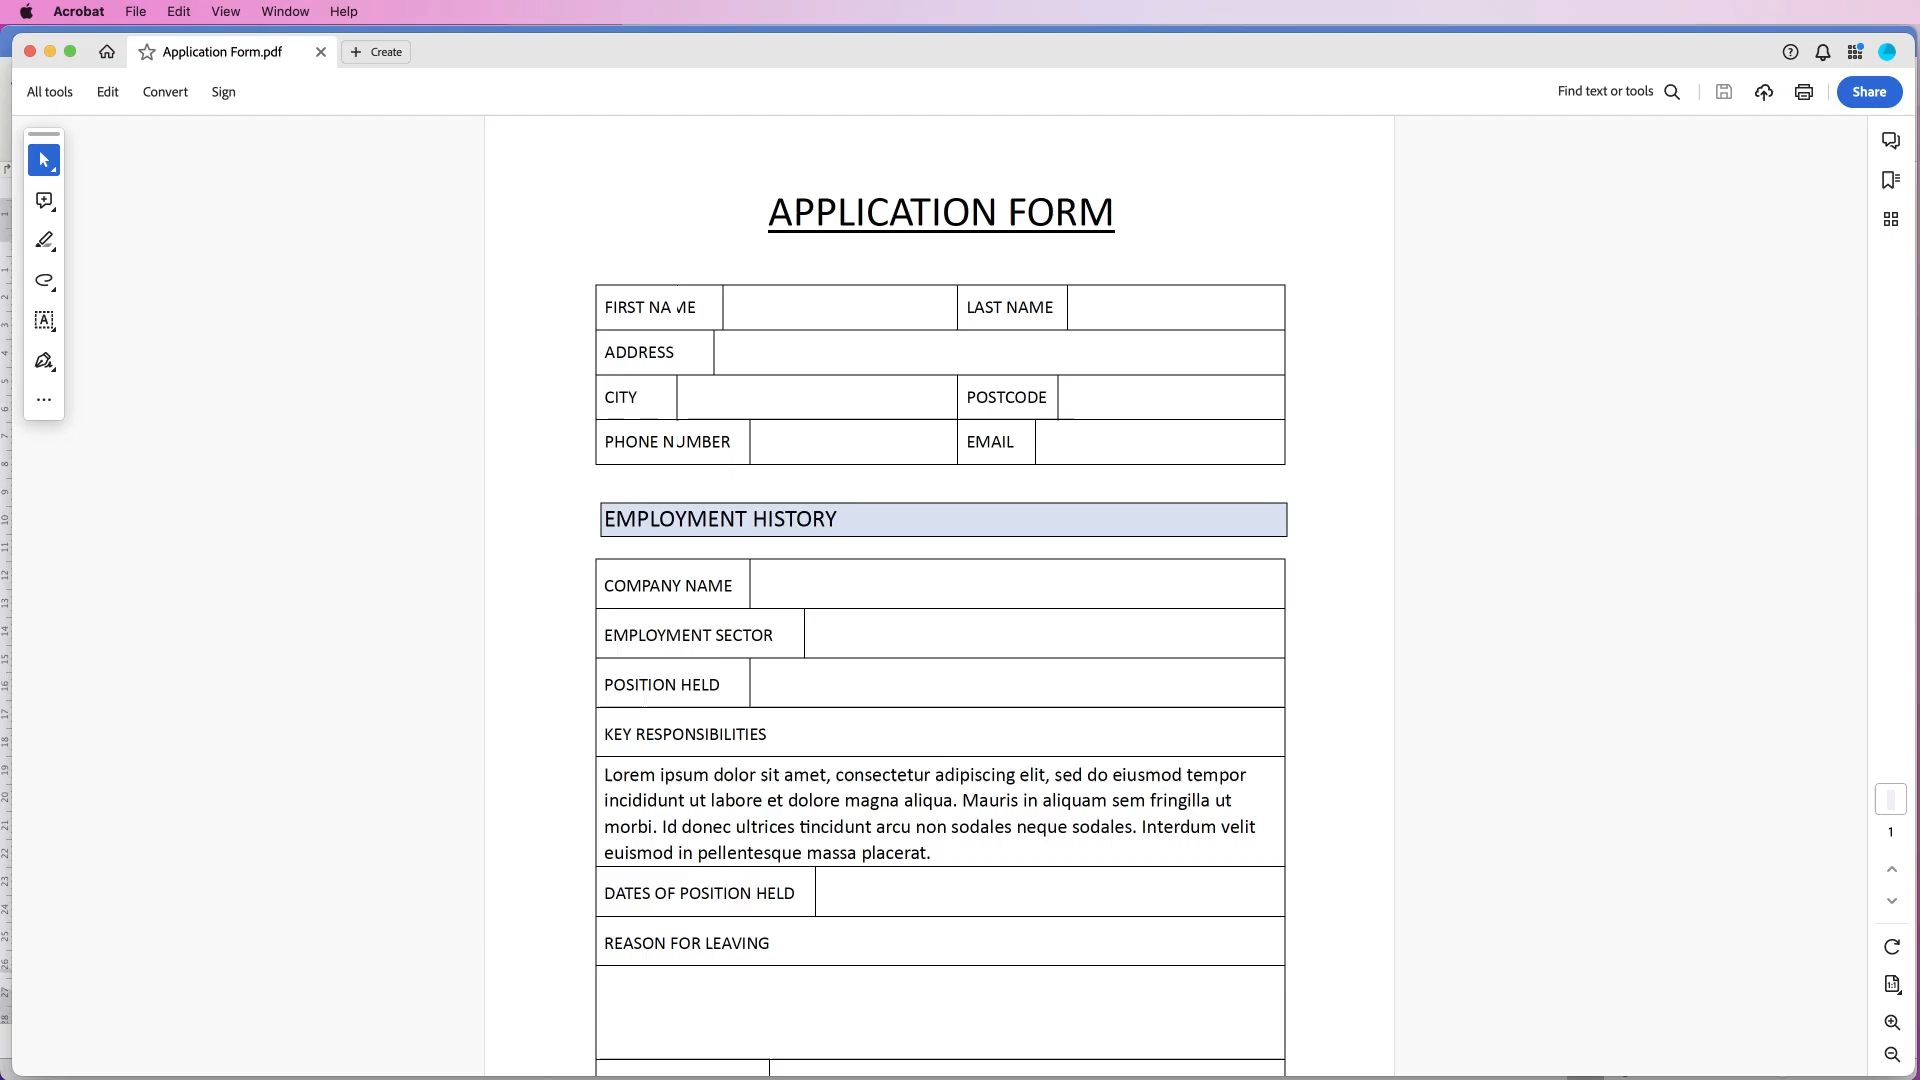 Acrobat File Edit View Window Help
Application Form.pdf
Create
All tools Edit Convert Sign
Find text or tools
Share
APPLICATION FORM
FIRST NAME LAST NAME
ADDRESS
CITY POSTCODE
PHONE NUMBER EMAIL
EMPLOYMENT HISTORY
COMPANY NAME
EMPLOYMENT SECTOR
POSITION HELD
KEY RESPONSIBILITIES
Lorem ipsum dolor sit amet, consectetur adipiscing elit, sed do eiusmod tempor
incididunt ut labore et dolore magna aliqua. Mauris in aliquam sem fringilla ut
morbi. Id donec ultrices tincidunt arcu non sodales neque sodales. Interdum velit
euismod in pellentesque massa placerat.
DATES OF POSITION HELD
REASON FOR LEAVING
1